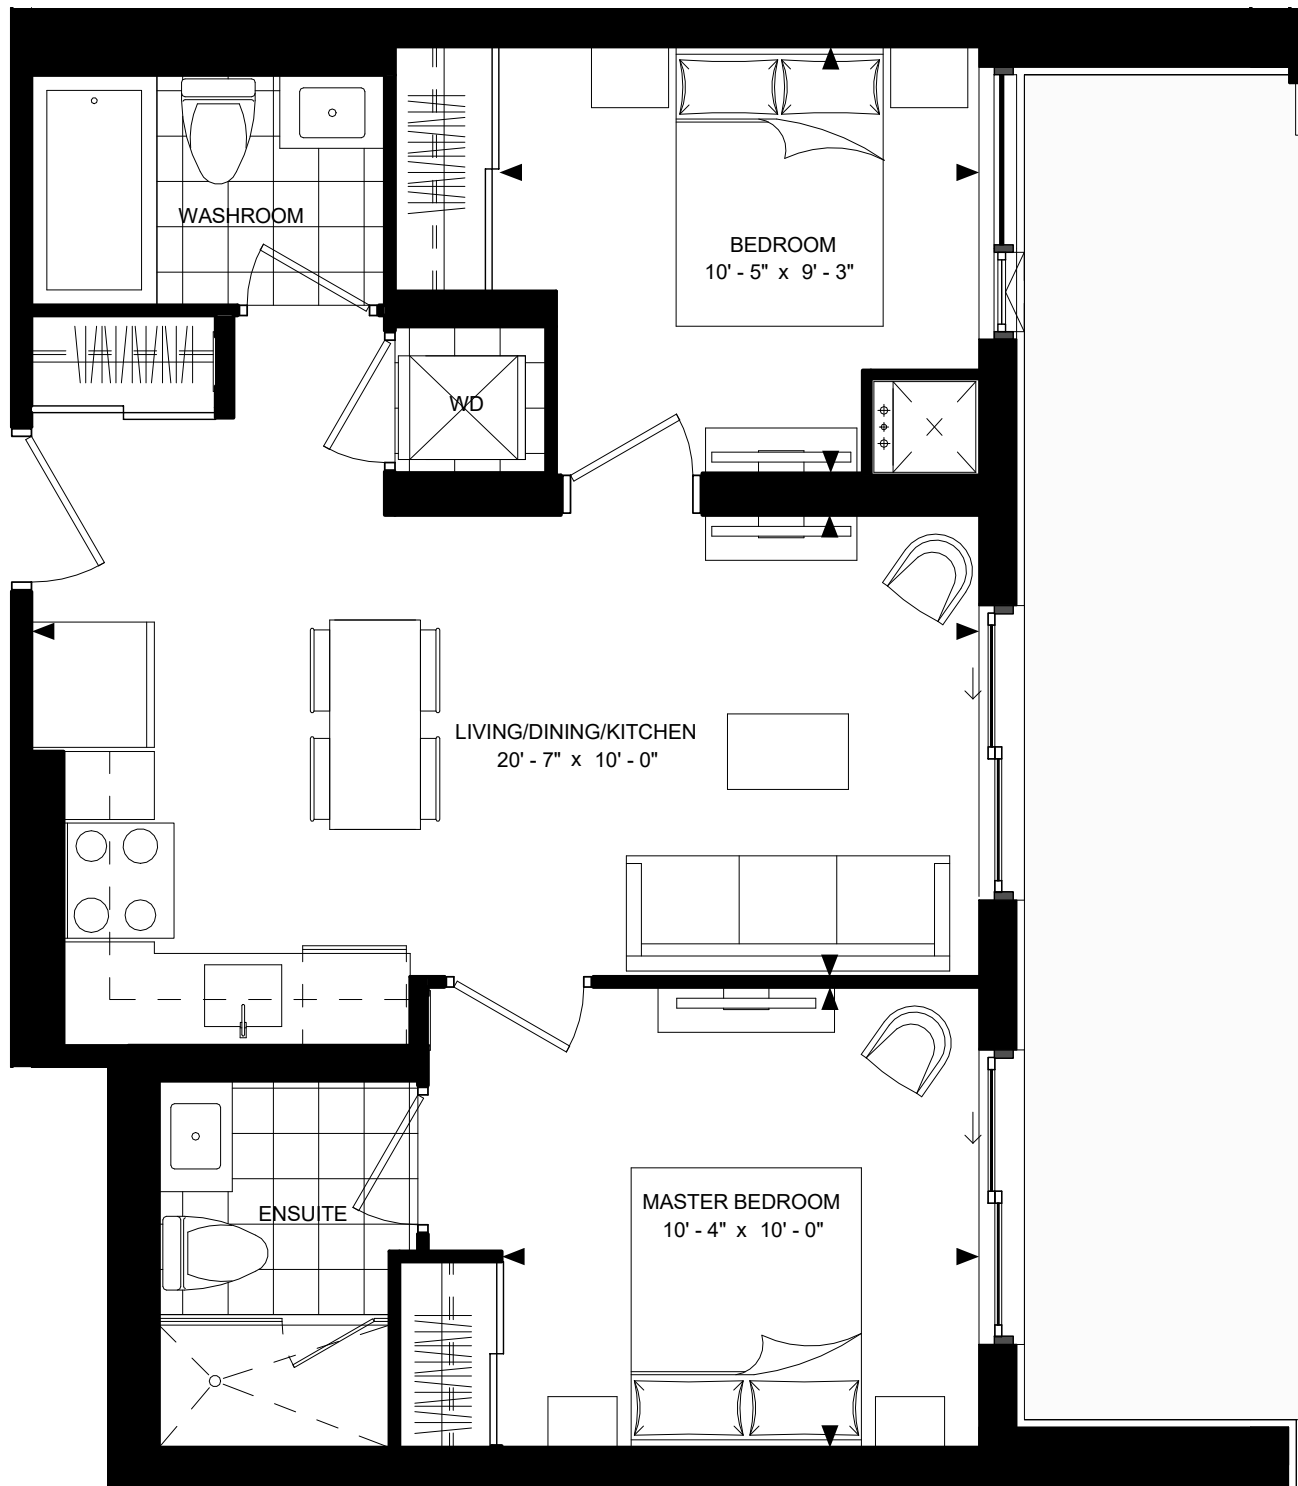 WASHROOM
BEDROOM
10' - 5" x 9' - 3"
WD
LIVING/DINING/KITCHEN
20' - 7" x 10' - 0"
MASTER BEDROOM
10' - 4" x 10' - 0"
ENSUITE